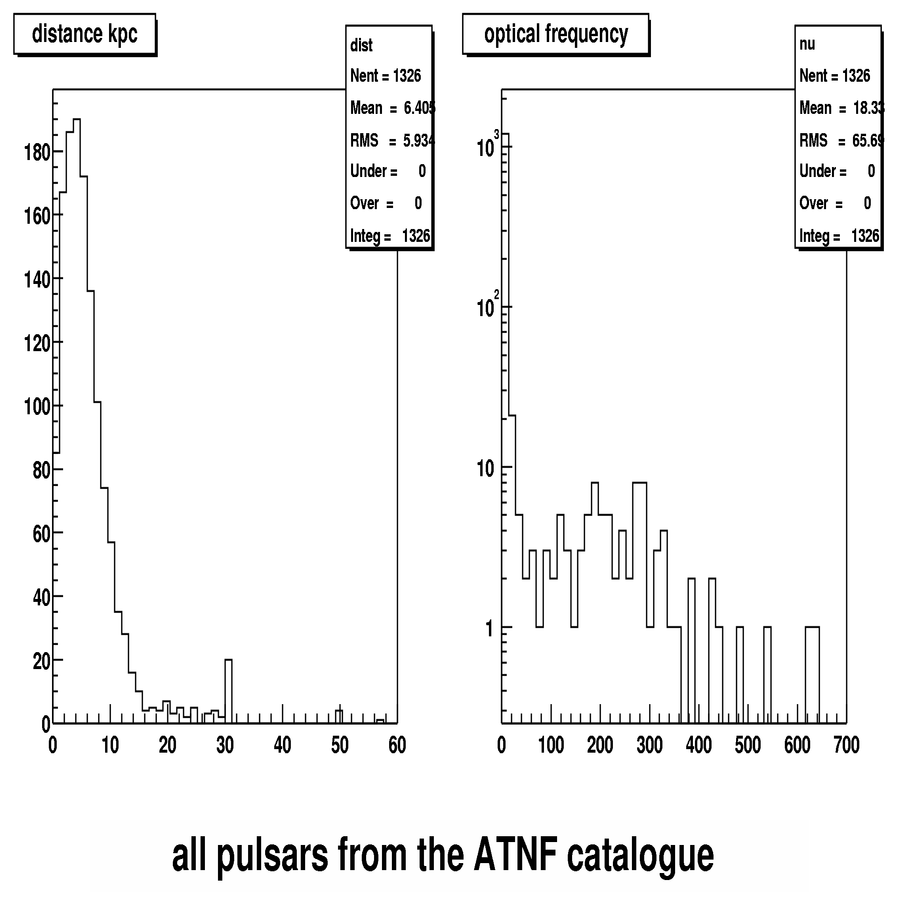 distance kpc
dist
Nent = 1326
Mean = 6.405
RMS = 5.934
Under = 0
Over = 0
Integ = 1326
180
160
140
120
100
80
60
40
20
0
0 10 20 30 40 50 60
optical frequency
nu
Nent = 1326
Mean = 18.33
RMS = 65.69
Under = 0
Over = 0
Integ = 1326
10³
10²
10
1
0 100 200 300 400 500 600 700
all pulsars from the ATNF catalogue